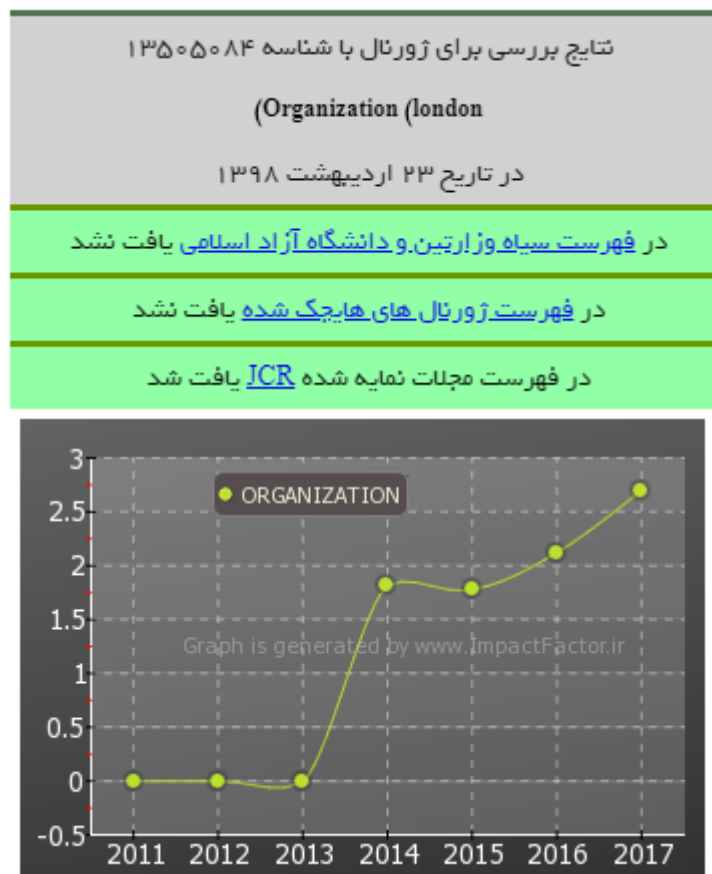 نتایج بررسی برای ژورنال با شناسه ۱۳۵۰۵۰۸۴
(Organization (london
در تاریخ ۲۳ اردیبهشت ۱۳۹۸
در فهرست سیاه وزارتین و دانشگاه آزاد اسلامی یافت نشد
در فهرست ژورنال های هایجک شده یافت نشد
در فهرست مجلات نمایه شده JCR یافت شد
ORGANIZATION
3
2.5
2
1.5
1
0.5
0
-0.5
Graph is generated by www.ImpactFactor.ir
2011 2012 2013 2014 2015 2016 2017